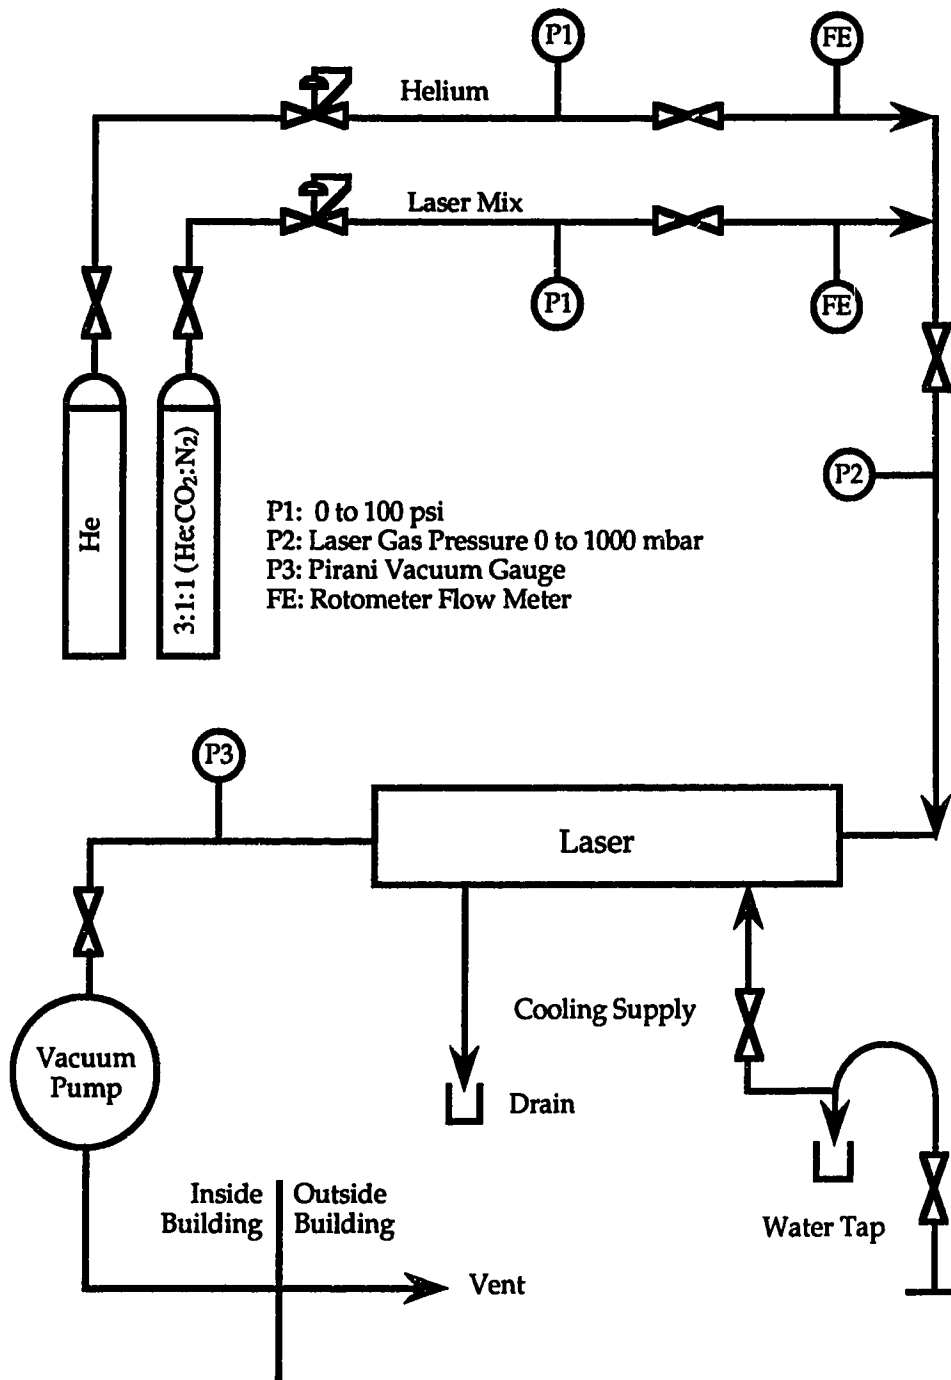 P1
FE
Helium
Laser Mix
P1
FE
He
3:1:1 (He:CO₂:N₂)
P2
P1: 0 to 100 psi
P2: Laser Gas Pressure 0 to 1000 mbar
P3: Pirani Vacuum Gauge
FE: Rotometer Flow Meter
P3
Laser
Cooling Supply
Vacuum
Pump
Drain
Inside
Building
Outside
Building
Water Tap
Vent